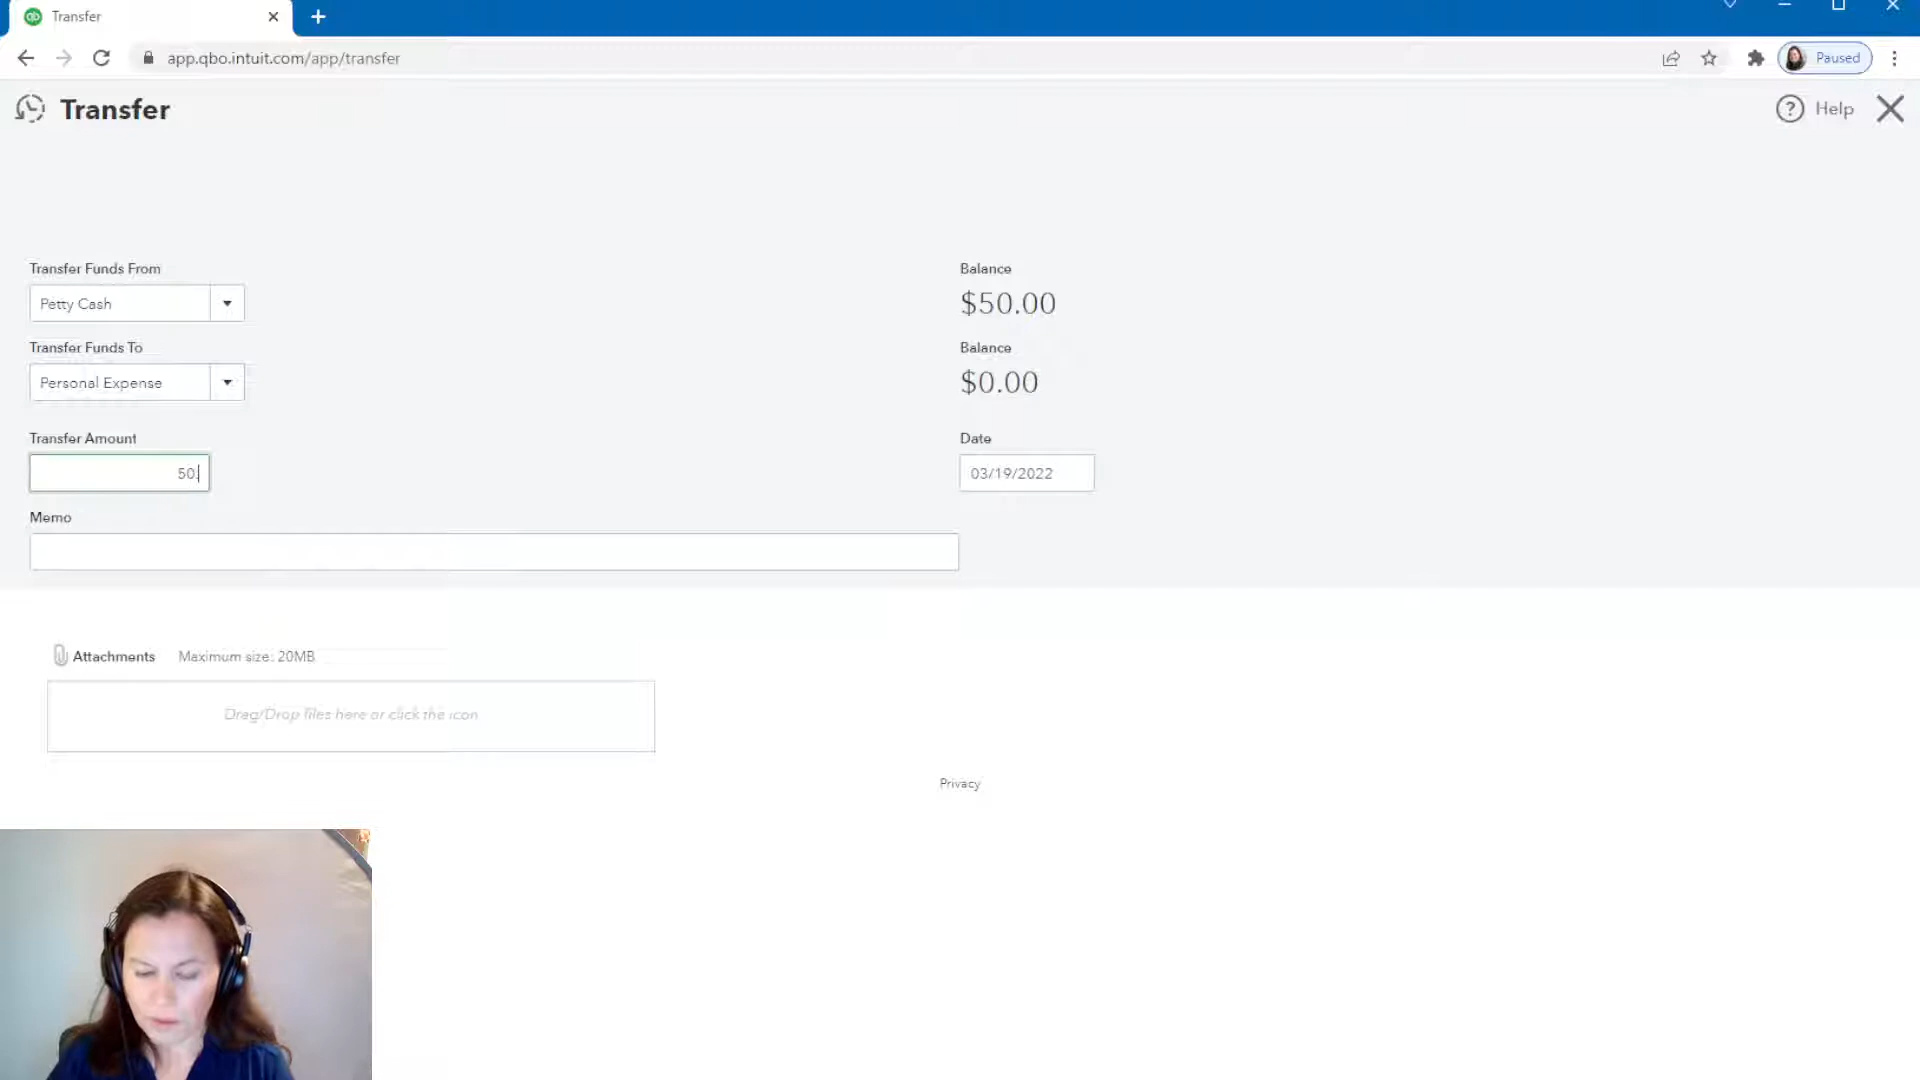 Transfer
app.qbo.intuit.com/app/transfer
Paused
Transfer
Help
Transfer Funds From
Balance
Petty Cash
$50.00
Transfer Funds To
Balance
Personal Expense
$0.00
Transfer Amount
Date
50.
03/19/2022
Memo
Attachments
Maximum size: 20MB
Drag/Drop files here or click the icon
Privacy